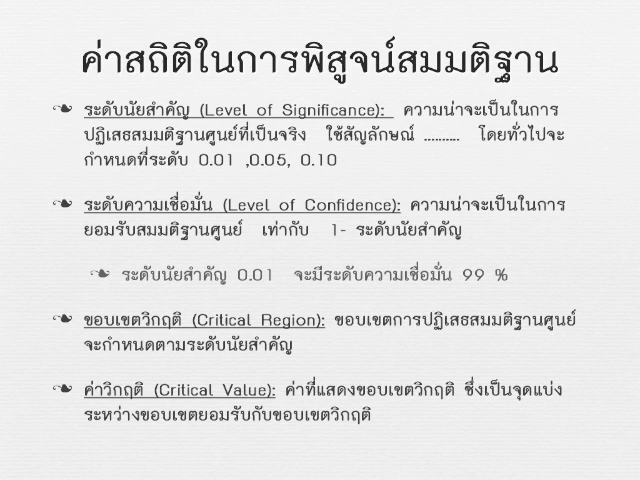 ค่าสถิติในการพิสูจน์สมมติฐาน
ระดับนัยสำคัญ (Level of Significance): ความน่าจะเป็นในการ
ปฏิเสธสมมติฐานศูนย์ที่เป็นจริง ใช้สัญลักษณ์ .......... โดยทั่วไปจะ
กำหนดที่ระดับ 0.01 ,0.05, 0.10
ระดับความเชื่อมั่น (Level of Confidence): ความน่าจะเป็นในการ
ยอมรับสมมติฐานศูนย์ เท่ากับ 1- ระดับนัยสำคัญ
ระดับนัยสำคัญ 0.01 จะมีระดับความเชื่อมั่น 99 %
ขอบเขตวิกฤติ (Critical Region): ขอบเขตการปฏิเสธสมมติฐานศูนย์
จะกำหนดตามระดับนัยสำคัญ
ค่าวิกฤติ (Critical Value): ค่าที่แสดงขอบเขตวิกฤติ ซึ่งเป็นจุดแบ่ง
ระหว่างขอบเขตยอมรับกับขอบเขตวิกฤติ